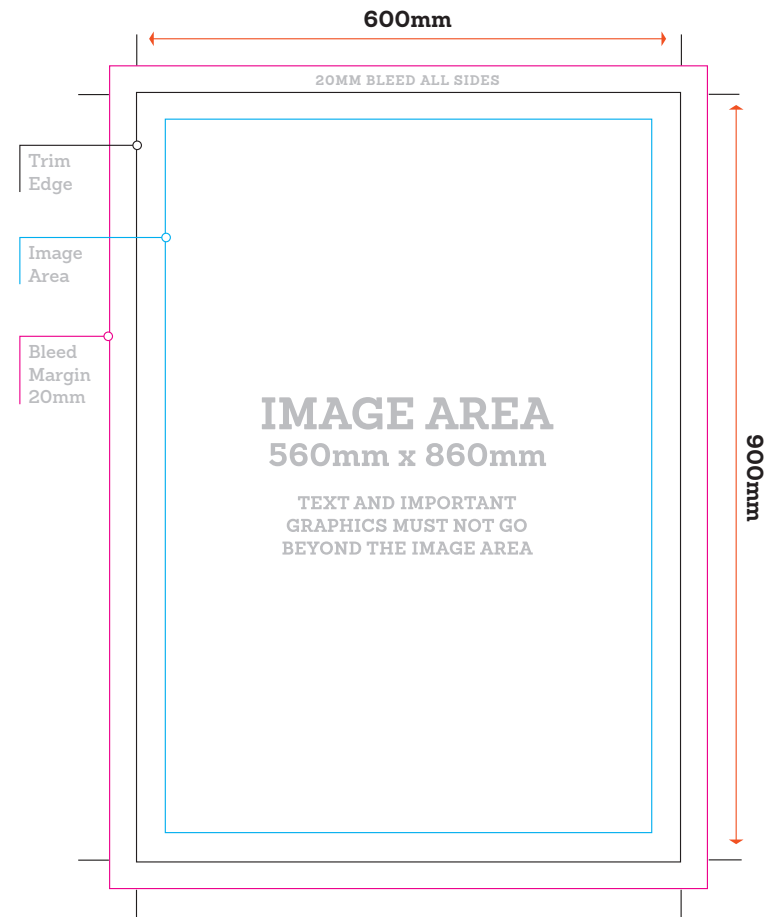 600mm
20MM BLEED ALL SIDES
Trim
Edge
Image
Area
Bleed
Margin
20mm
IMAGE AREA
560mm x 860mm
TEXT AND IMPORTANT
GRAPHICS MUST NOT GO
BEYOND THE IMAGE AREA
900mm